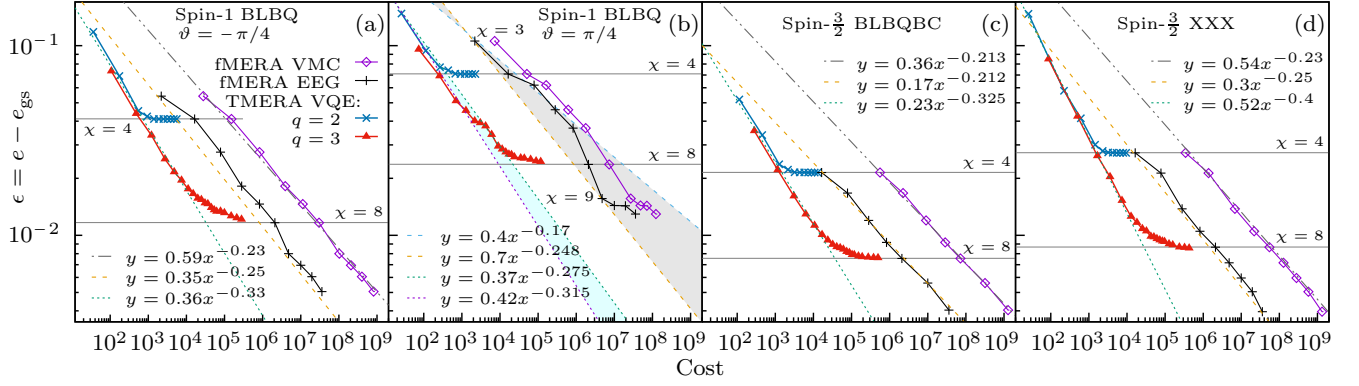 ϵ = e − e_gs
10^{-1}
10^{-2}
Spin-1 BLBQ (a)
ϑ = −π/4
fMERA VMC
fMERA EEG
TMERA VQE:
q = 2
q = 3
χ = 4
χ = 8
y = 0.59x^{−0.23}
y = 0.35x^{−0.25}
y = 0.36x^{−0.33}
10^2 10^3 10^4 10^5 10^6 10^7 10^8 10^9
(b) Spin-1 BLBQ
ϑ = π/4
χ = 3
χ = 4
χ = 8
χ = 9
y = 0.4x^{−0.17}
y = 0.7x^{−0.248}
y = 0.37x^{−0.275}
y = 0.42x^{−0.315}
10^2 10^3 10^4 10^5 10^6 10^7 10^8 10^9
Spin-3/2 BLBQBC (c)
y = 0.36x^{−0.213}
y = 0.17x^{−0.212}
y = 0.23x^{−0.325}
χ = 4
χ = 8
10^2 10^3 10^4 10^5 10^6 10^7 10^8 10^9
Spin-3/2 XXX (d)
y = 0.54x^{−0.23}
y = 0.3x^{−0.25}
y = 0.52x^{−0.4}
χ = 4
χ = 8
10^2 10^3 10^4 10^5 10^6 10^7 10^8 10^9
Cost